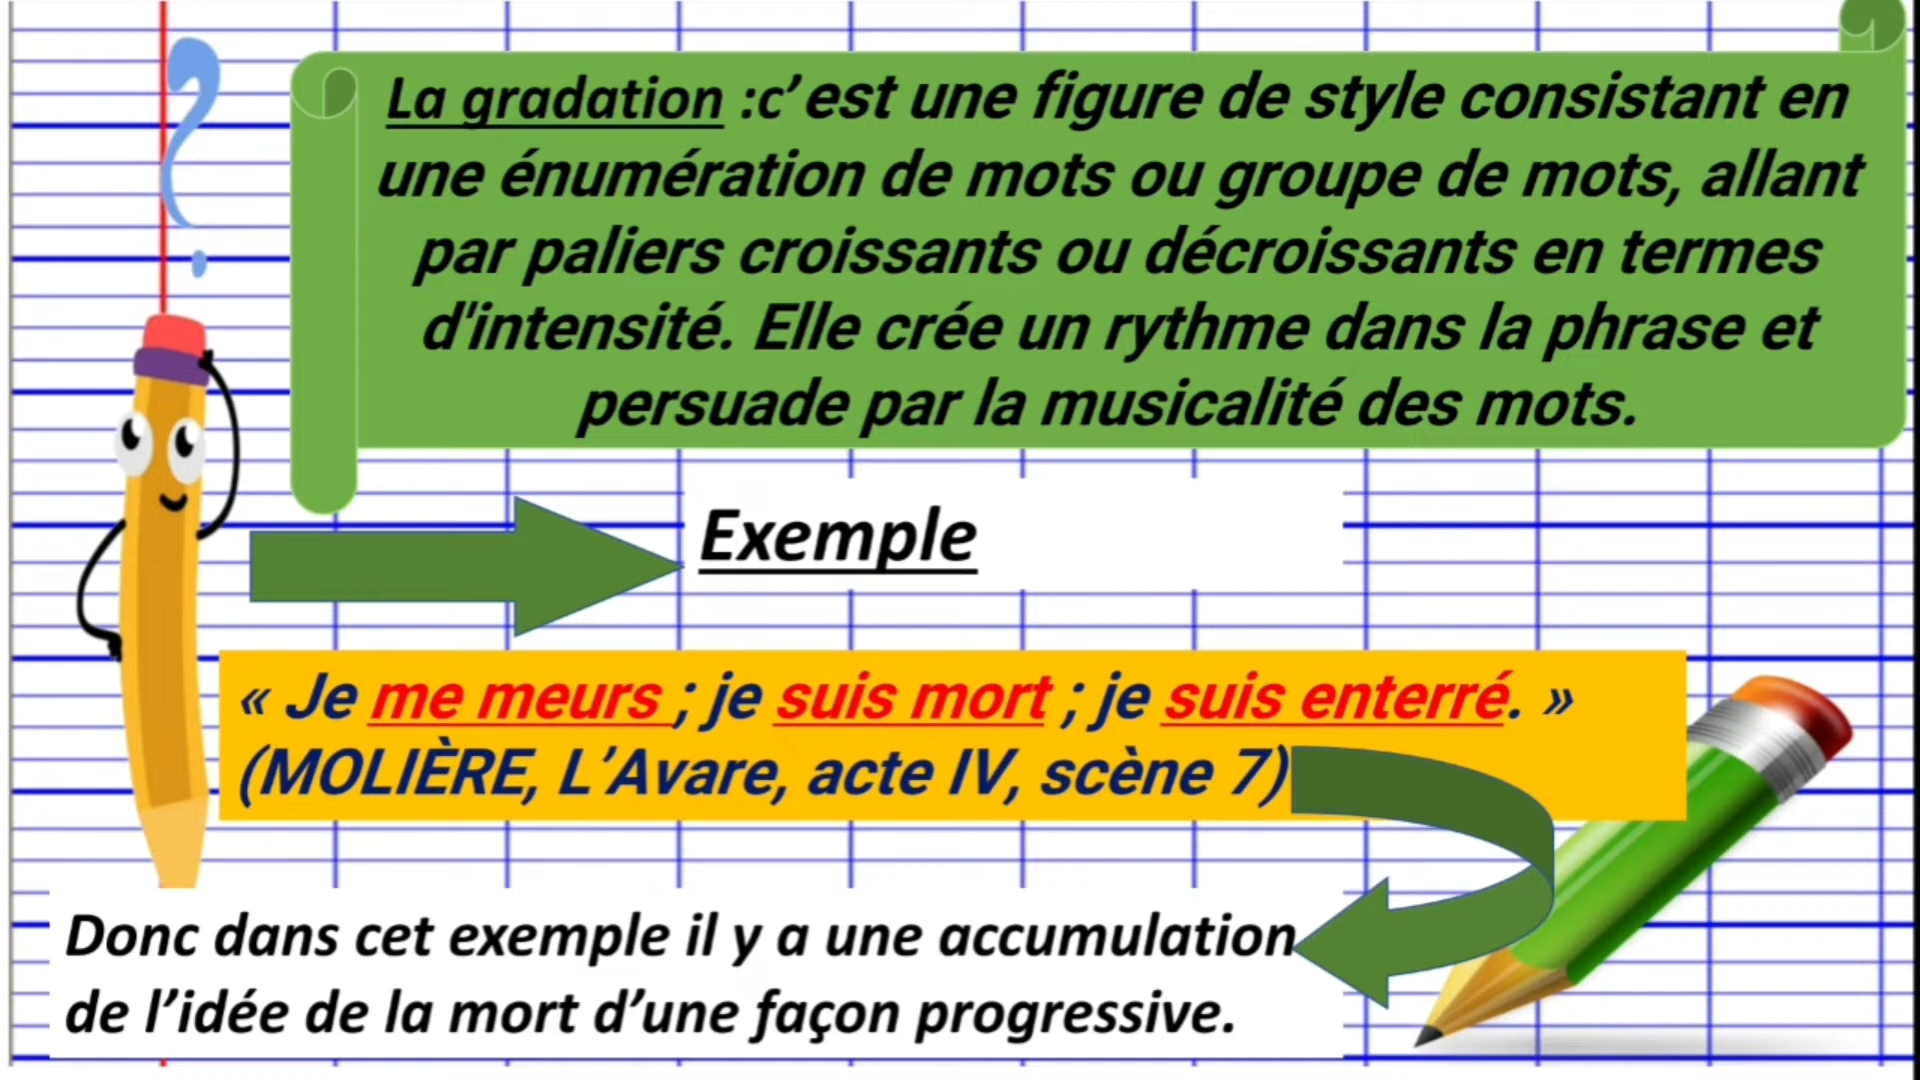 La gradation :c’est une figure de style consistant en
une énumération de mots ou groupe de mots, allant
par paliers croissants ou décroissants en termes
d'intensité. Elle crée un rythme dans la phrase et
persuade par la musicalité des mots.
Exemple
« Je me meurs ; je suis mort ; je suis enterré. »
(MOLIÈRE, L’Avare, acte IV, scène 7)
Donc dans cet exemple il y a une accumulation
de l’idée de la mort d’une façon progressive.